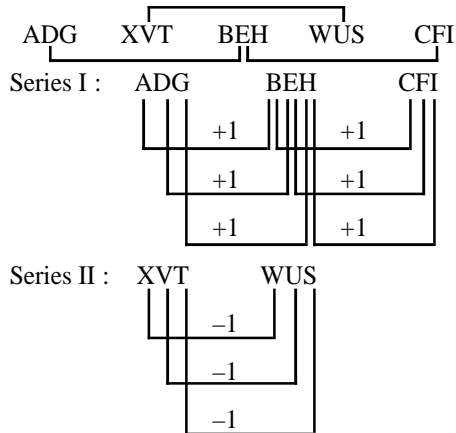 ADG XVT BEH WUS CFI
Series I : ADG BEH CFI
+1 +1
+1 +1
+1 +1
Series II : XVT WUS
–1
–1
–1